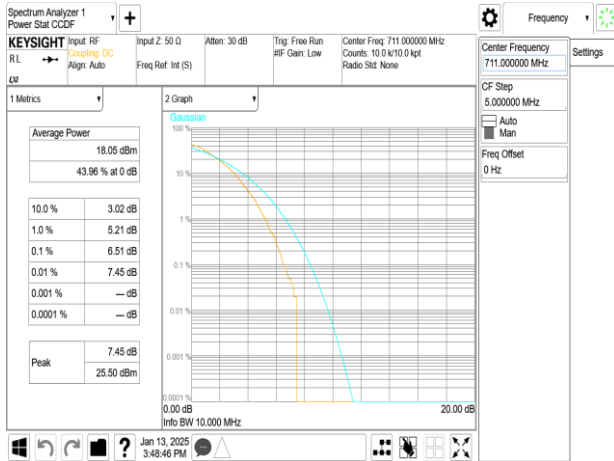 Spectrum Analyzer 1
Power Stat CCDF
+
Frequency
KEYSIGHT
RL
LXI
Input: RF
Coupling: DC
Align: Auto
Input Z: 50 Ω
Freq Ref: Int (S)
Atten: 30 dB
Trig: Free Run
#IF Gain: Low
Center Freq: 711.000000 MHz
Counts: 10.0 k/10.0 kpt
Radio Std: None
Center Frequency
711.000000 MHz
Settings
CF Step
5.000000 MHz
Auto
Man
Freq Offset
0 Hz
1 Metrics
Average Power
18.05 dBm
43.96 % at 0 dB
10.0 % 3.02 dB
1.0 % 5.21 dB
0.1 % 6.51 dB
0.01 % 7.45 dB
0.001 % --- dB
0.0001 % --- dB
Peak
7.45 dB
25.50 dBm
2 Graph
Gaussian
100 %
10 %
1 %
0.1 %
0.01 %
0.001 %
0.0001 %
0.00 dB 20.00 dB
Info BW 10.000 MHz
?
Jan 13, 2025
3:48:46 PM